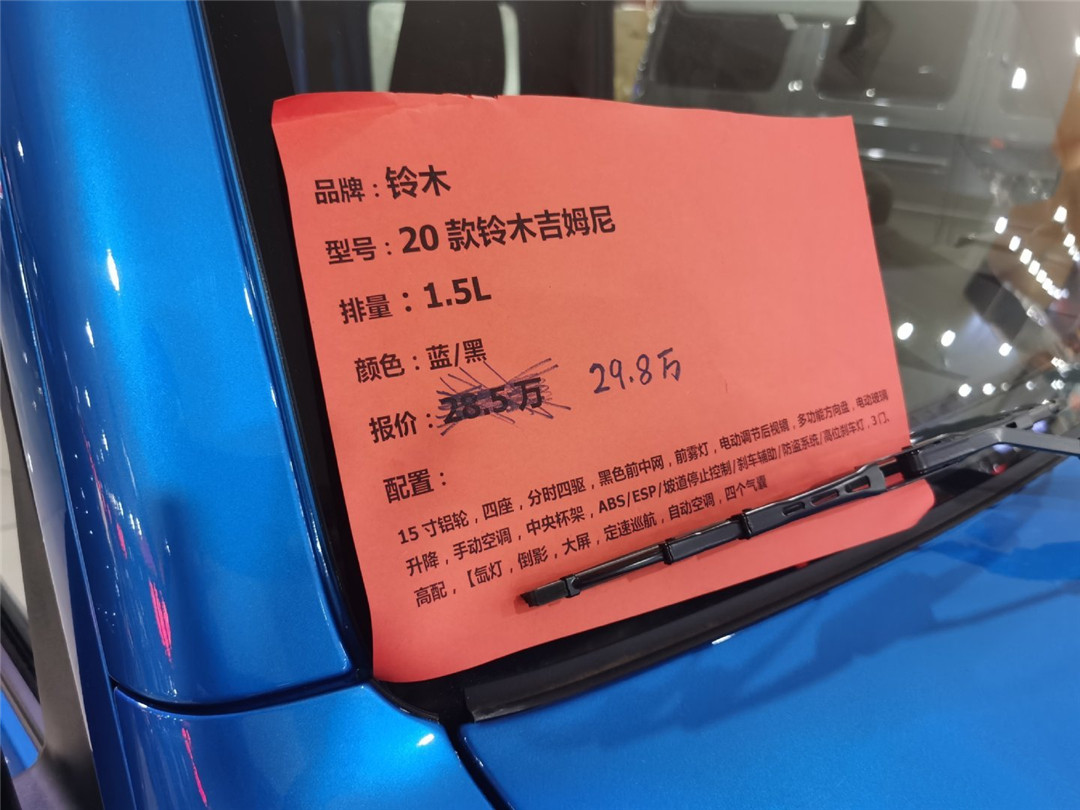 品牌：铃木
型号：20 款铃木吉姆尼
排量：1.5L
颜色：蓝/黑
报价：28.5 万 29.8万
配置：
15 寸铝轮，四座，分时四驱，黑色前中网，前雾灯，电动调节后视镜，多功能方向盘，电动玻璃
升降，手动空调，中央杯架，ABS/ESP/坡道停止控制/刹车辅助/防盗系统/高位刹车灯，3 门、
高配，【氙灯，倒影，大屏，定速巡航，自动空调，四个气囊